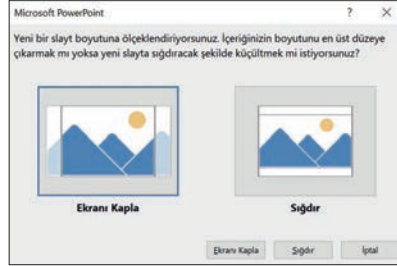 Microsoft PowerPoint
Yeni bir slayt boyutuna ölçeklendiriyorsunuz. İçeriğinizin boyutunu en üst düzeye
çıkarmak mı yoksa yeni slayta sığdıracak şekilde küçültmek mi istiyorsunuz?
Ekranı Kapla Sığdır
Ekranı Kapla Sığdır İptal